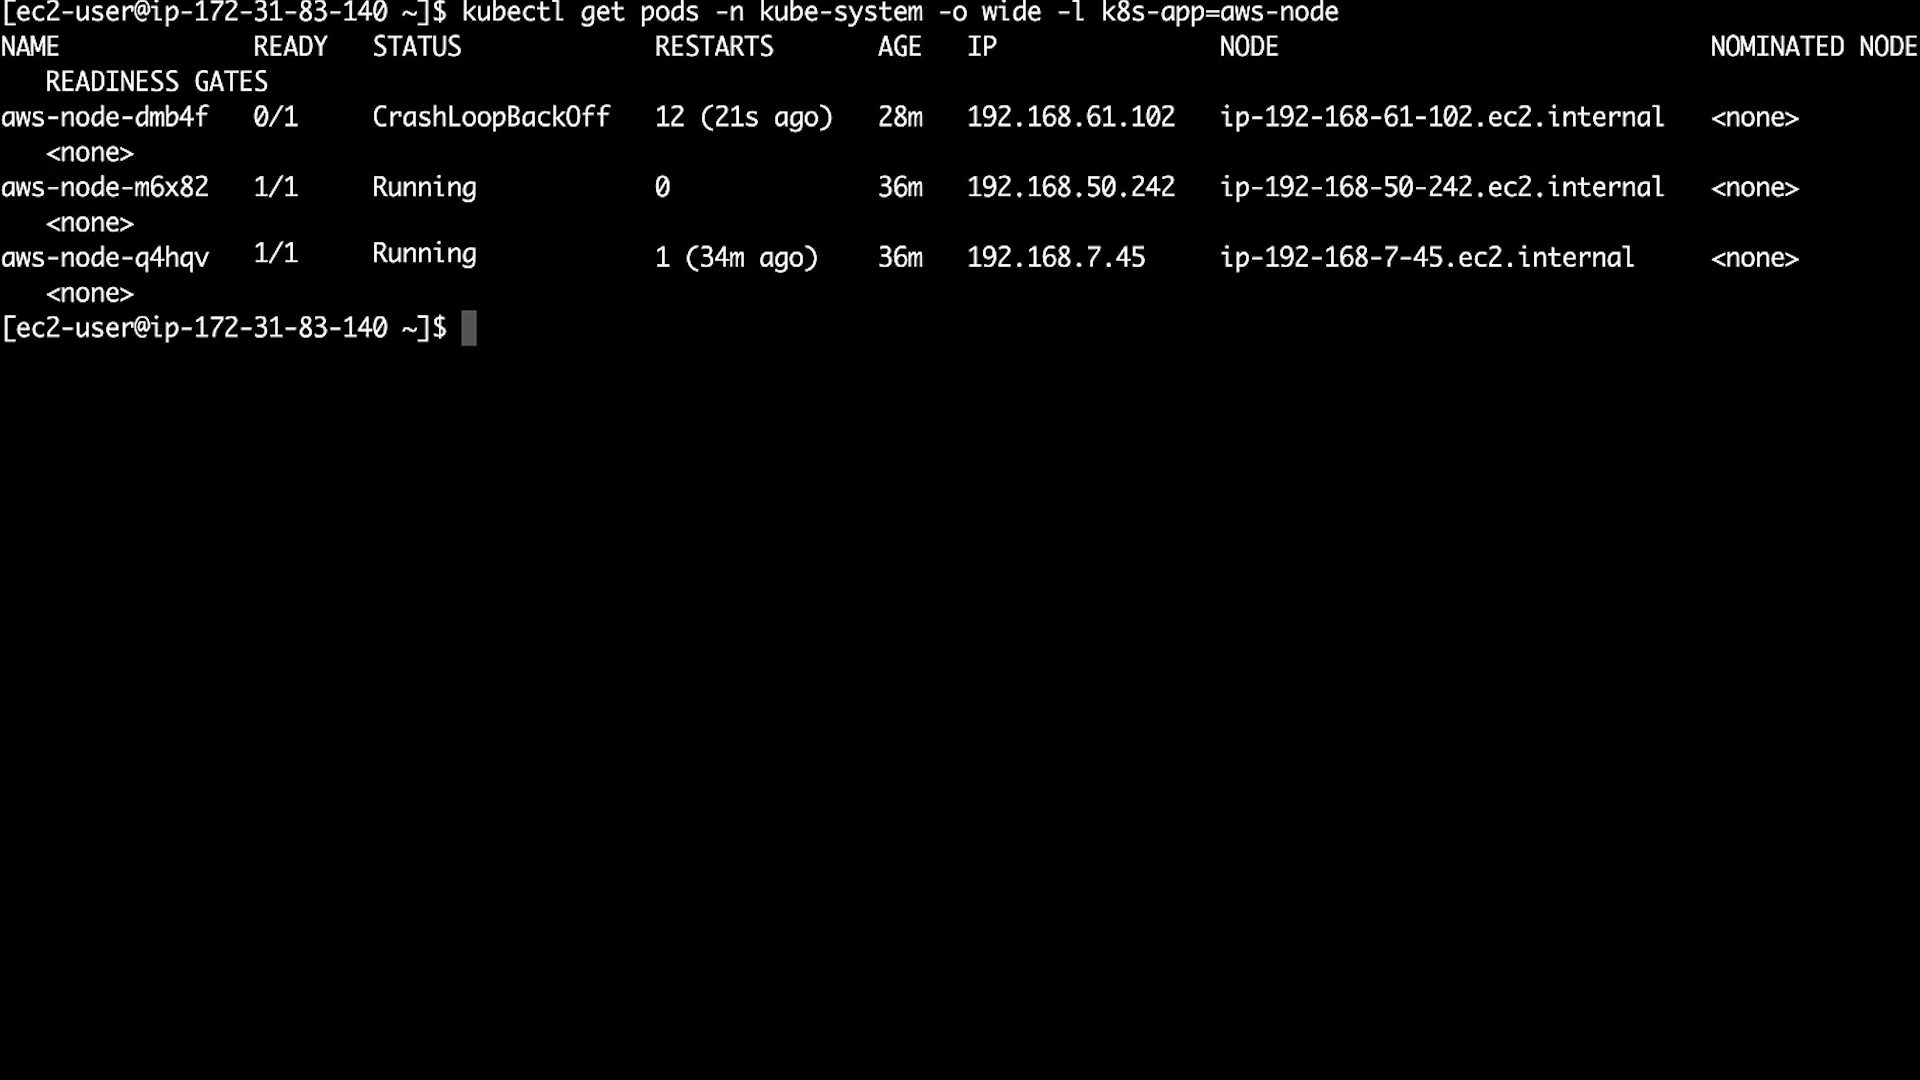 [ec2-user@ip-172-31-83-140 ~]$ kubectl get pods -n kube-system -o wide -l k8s-app=aws-node
NAME             READY   STATUS             RESTARTS       AGE   IP               NODE                             NOMINATED NODE
   READINESS GATES
aws-node-dmb4f   0/1     CrashLoopBackOff   12 (21s ago)   28m   192.168.61.102   ip-192-168-61-102.ec2.internal   <none>
   <none>
aws-node-m6x82   1/1     Running            0              36m   192.168.50.242   ip-192-168-50-242.ec2.internal   <none>
   <none>
aws-node-q4hqv   1/1     Running            1 (34m ago)    36m   192.168.7.45     ip-192-168-7-45.ec2.internal     <none>
   <none>
[ec2-user@ip-172-31-83-140 ~]$